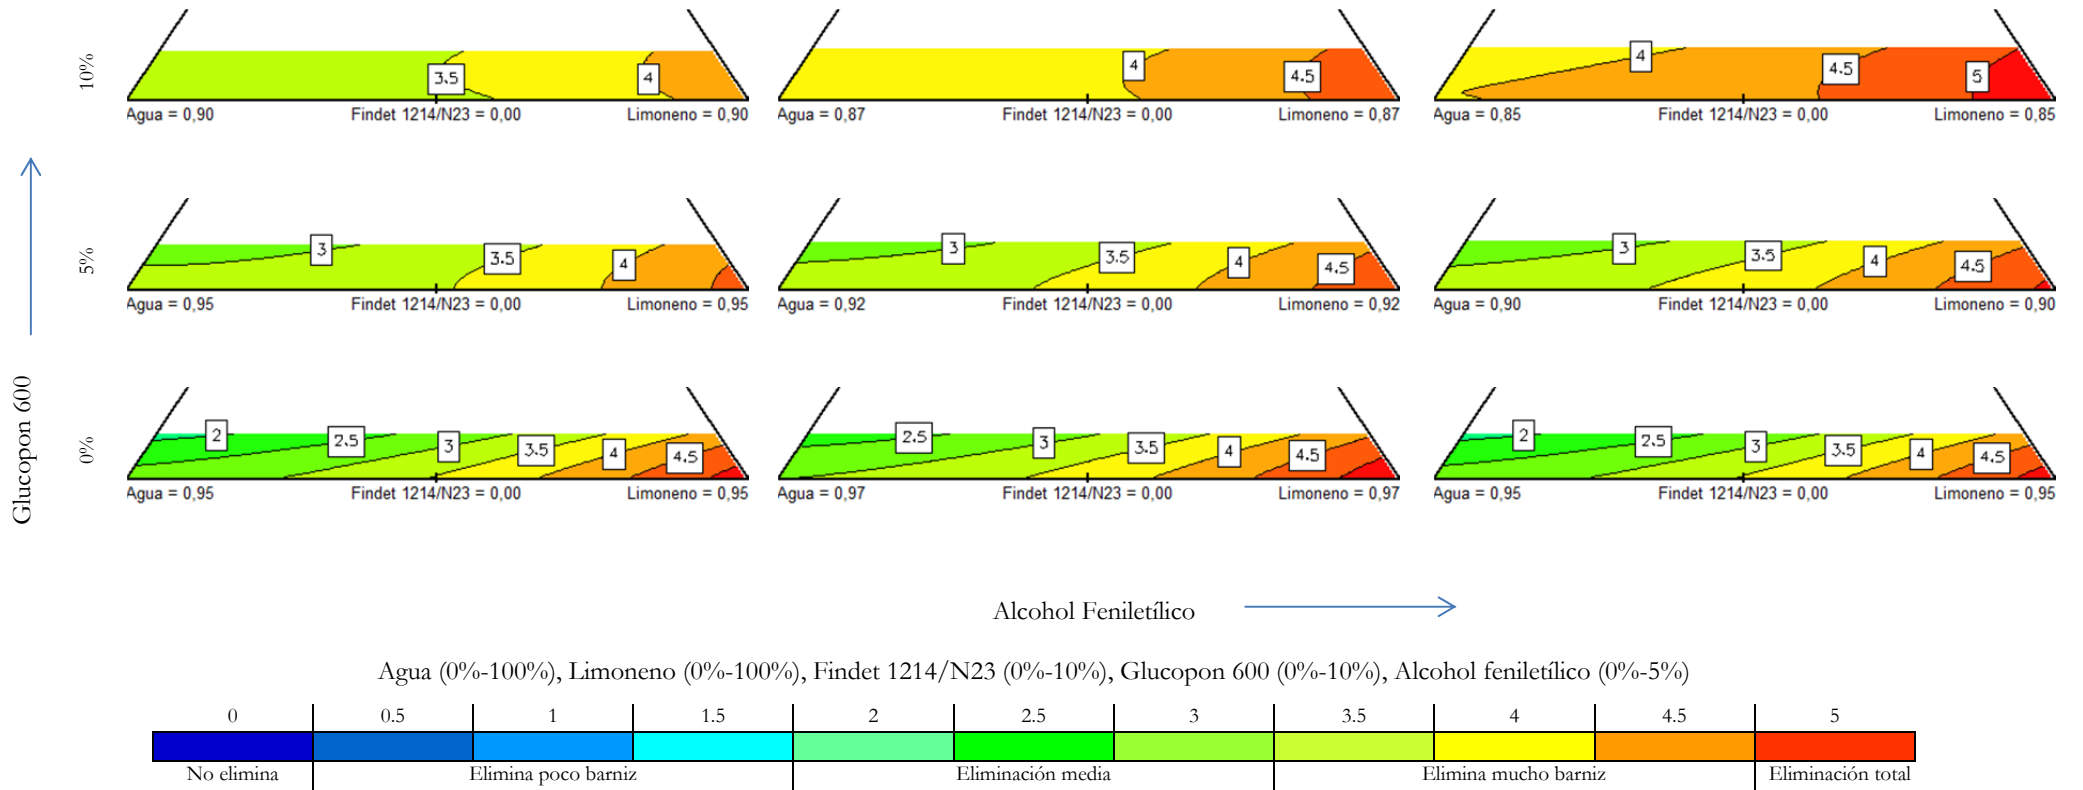 10%
3.5
4
Agua = 0,90 Findet 1214/N23 = 0,00 Limoneno = 0,90
4
4.5
Agua = 0,87 Findet 1214/N23 = 0,00 Limoneno = 0,87
4
4.5
5
Agua = 0,85 Findet 1214/N23 = 0,00 Limoneno = 0,85
5%
3
3.5
4
Agua = 0,95 Findet 1214/N23 = 0,00 Limoneno = 0,95
3
3.5
4
4.5
Agua = 0,92 Findet 1214/N23 = 0,00 Limoneno = 0,92
3
3.5
4
4.5
Agua = 0,90 Findet 1214/N23 = 0,00 Limoneno = 0,90
Glucopon 600
0%
2
2.5
3
3.5
4
4.5
Agua = 0,95 Findet 1214/N23 = 0,00 Limoneno = 0,95
2.5
3
3.5
4
4.5
Agua = 0,97 Findet 1214/N23 = 0,00 Limoneno = 0,97
2
2.5
3
3.5
4
4.5
Agua = 0,95 Findet 1214/N23 = 0,00 Limoneno = 0,95
Alcohol Feniletílico
Agua (0%-100%), Limoneno (0%-100%), Findet 1214/N23 (0%-10%), Glucopon 600 (0%-10%), Alcohol feniletílico (0%-5%)
0 0.5 1 1.5 2 2.5 3 3.5 4 4.5 5
No elimina Elimina poco barniz Eliminación media Elimina mucho barniz Eliminación total